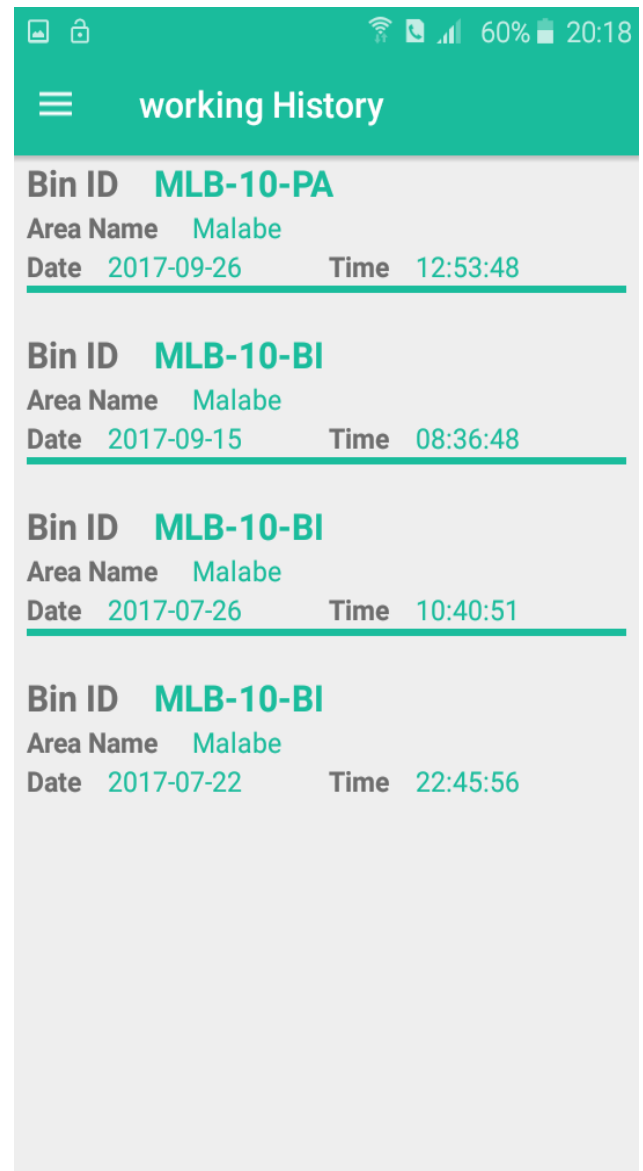 60% 20:18
working History
Bin ID MLB-10-PA
Area Name Malabe
Date 2017-09-26 Time 12:53:48
Bin ID MLB-10-BI
Area Name Malabe
Date 2017-09-15 Time 08:36:48
Bin ID MLB-10-BI
Area Name Malabe
Date 2017-07-26 Time 10:40:51
Bin ID MLB-10-BI
Area Name Malabe
Date 2017-07-22 Time 22:45:56